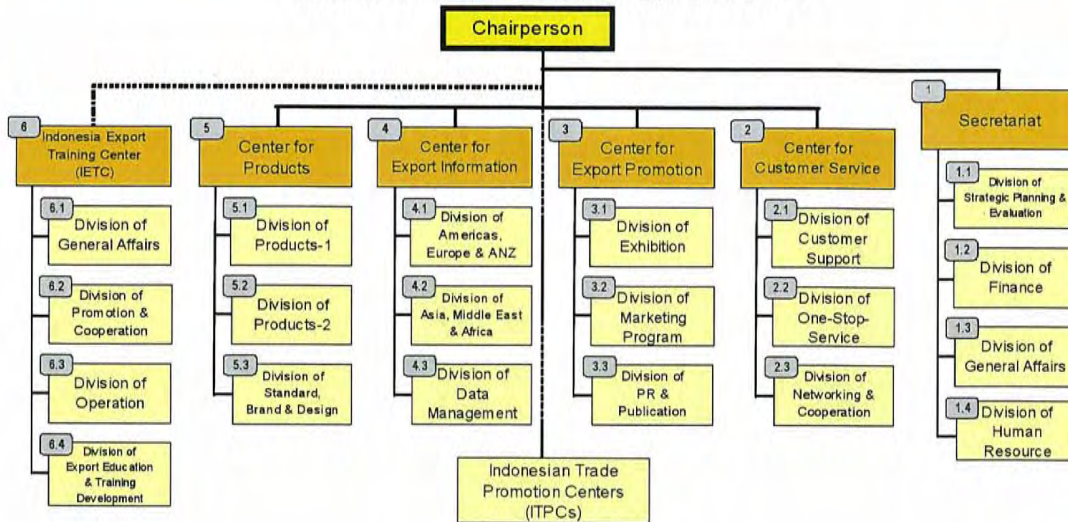 Chairperson
6
Indonesia Export
Training Center
(IETC)
6.1
Division of
General Affairs
6.2
Division of
Promotion &
Cooperation
6.3
Division of
Operation
6.4
Division of
Export Education
& Training
Development
5
Center for
Products
5.1
Division of
Products-1
5.2
Division of
Products-2
5.3
Division of
Standard,
Brand & Design
4
Center for
Export Information
4.1
Division of
Americas,
Europe & ANZ
4.2
Division of
Asia, Middle East
& Africa
4.3
Division of
Data
Management
3
Center for
Export Promotion
3.1
Division of
Exhibition
3.2
Division of
Marketing
Program
3.3
Division of
PR &
Publication
2
Center for
Customer Service
2.1
Division of
Customer
Support
2.2
Division of
One-Stop-
Service
2.3
Division of
Networking &
Cooperation
1
Secretariat
1.1
Division of
Strategic Planning &
Evaluation
1.2
Division of
Finance
1.3
Division of
General Affairs
1.4
Division of
Human
Resource
Indonesian Trade
Promotion Centers
(ITPCs)